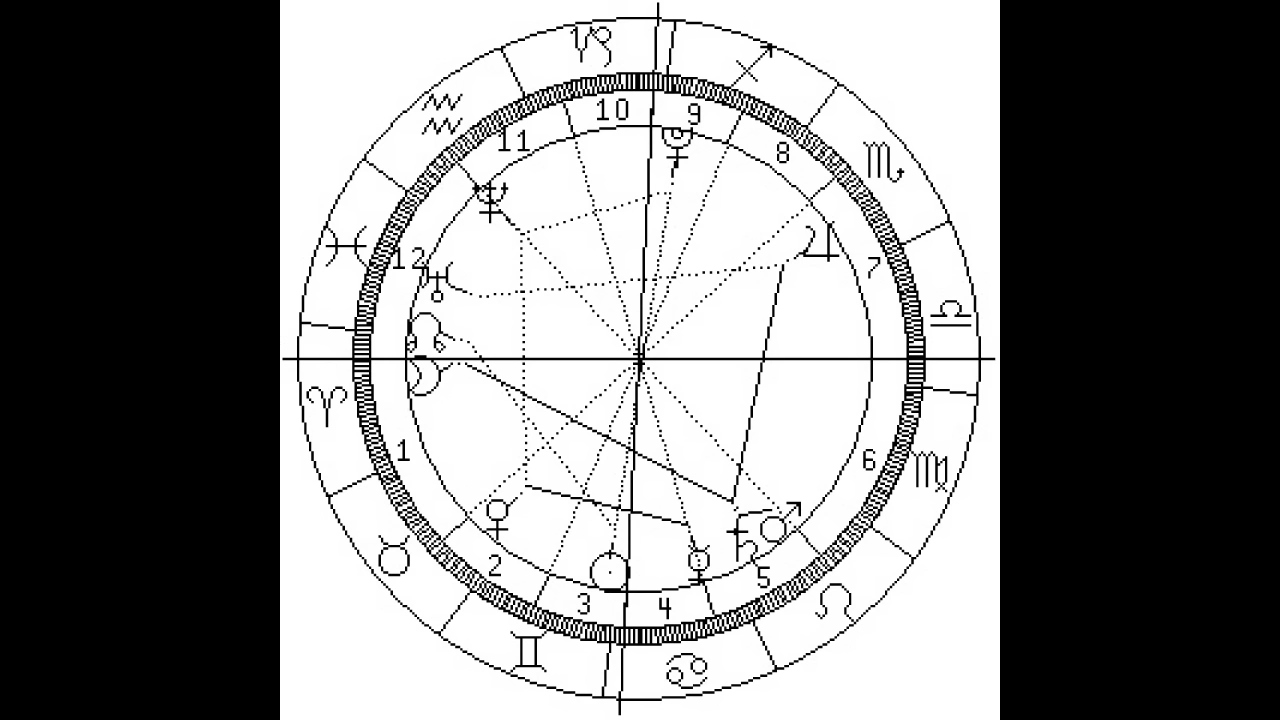 ♑ ♐
10 9
♒ 11 8 ♏
♇
♆
♃
♓ 12 7
♅
☊ ♎
☽
♈
1 6 ♍
♀ ♄ ♂
♉ 2 ☉ ☿ 5
3 4 ♌
♊ ♋